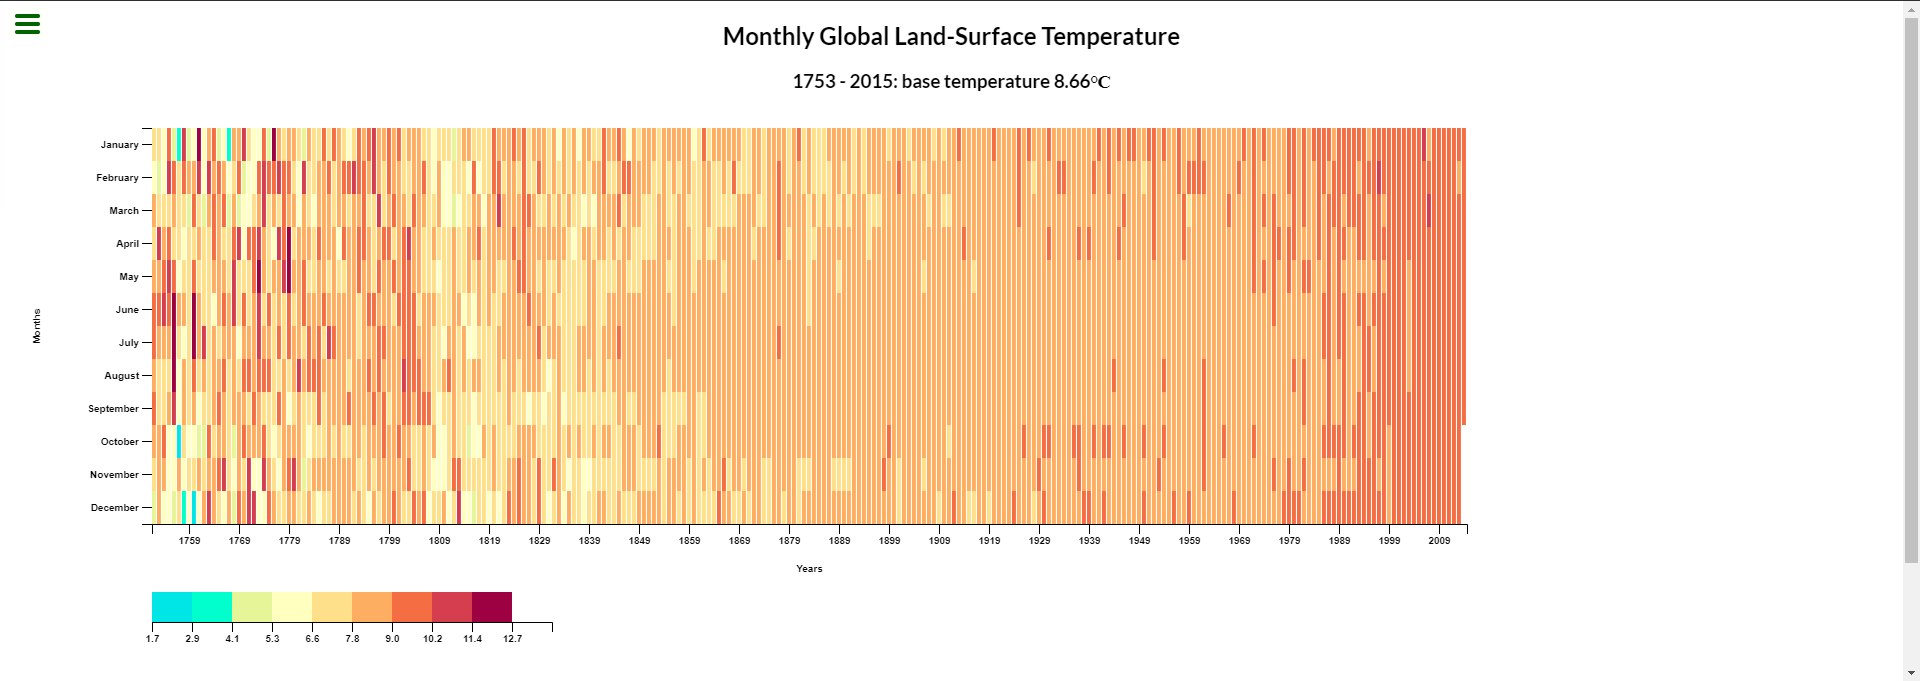 Monthly Global Land-Surface Temperature
1753 - 2015: base temperature 8.66℃
January
February
March
April
May
June
July
August
September
October
November
December
Months
1759 1769 1779 1789 1799 1809 1819 1829 1839 1849 1859 1869 1879 1889 1899 1909 1919 1929 1939 1949 1959 1969 1979 1989 1999 2009
Years
1.7 2.9 4.1 5.3 6.6 7.8 9.0 10.2 11.4 12.7